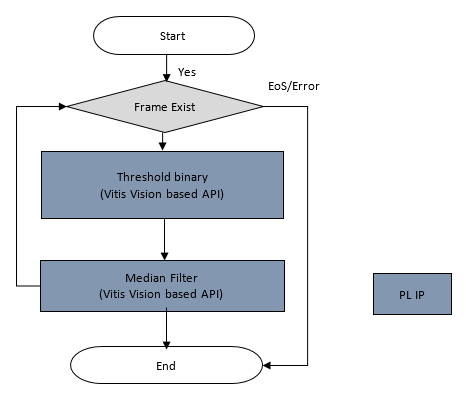 Start
Yes
EoS/Error
Frame Exist
Threshold binary
(Vitis Vision based API)
Median Filter
(Vitis Vision based API)
PL IP
End